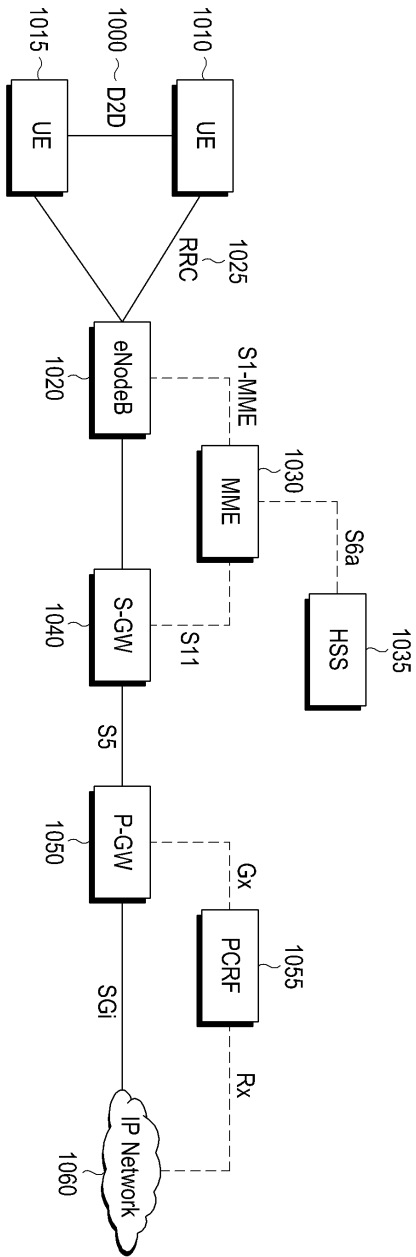 1010
UE
1000
D2D
1015
UE
1025
RRC
eNodeB
1020
S1-MME
1030
MME
S6a
1035
HSS
S11
S-GW
1040
S5
P-GW
1050
Gx
1055
PCRF
Rx
SGi
IP Network
1060